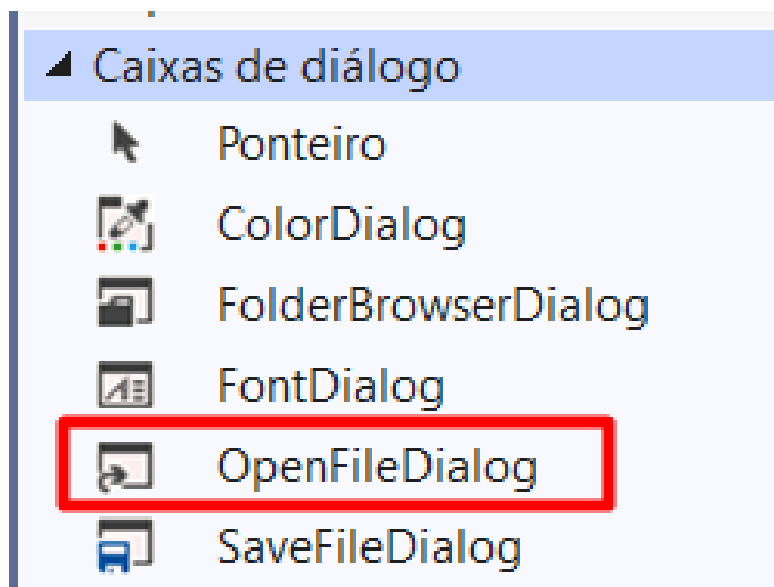 Caixas de diálogo
Ponteiro
ColorDialog
FolderBrowserDialog
FontDialog
OpenFileDialog
SaveFileDialog